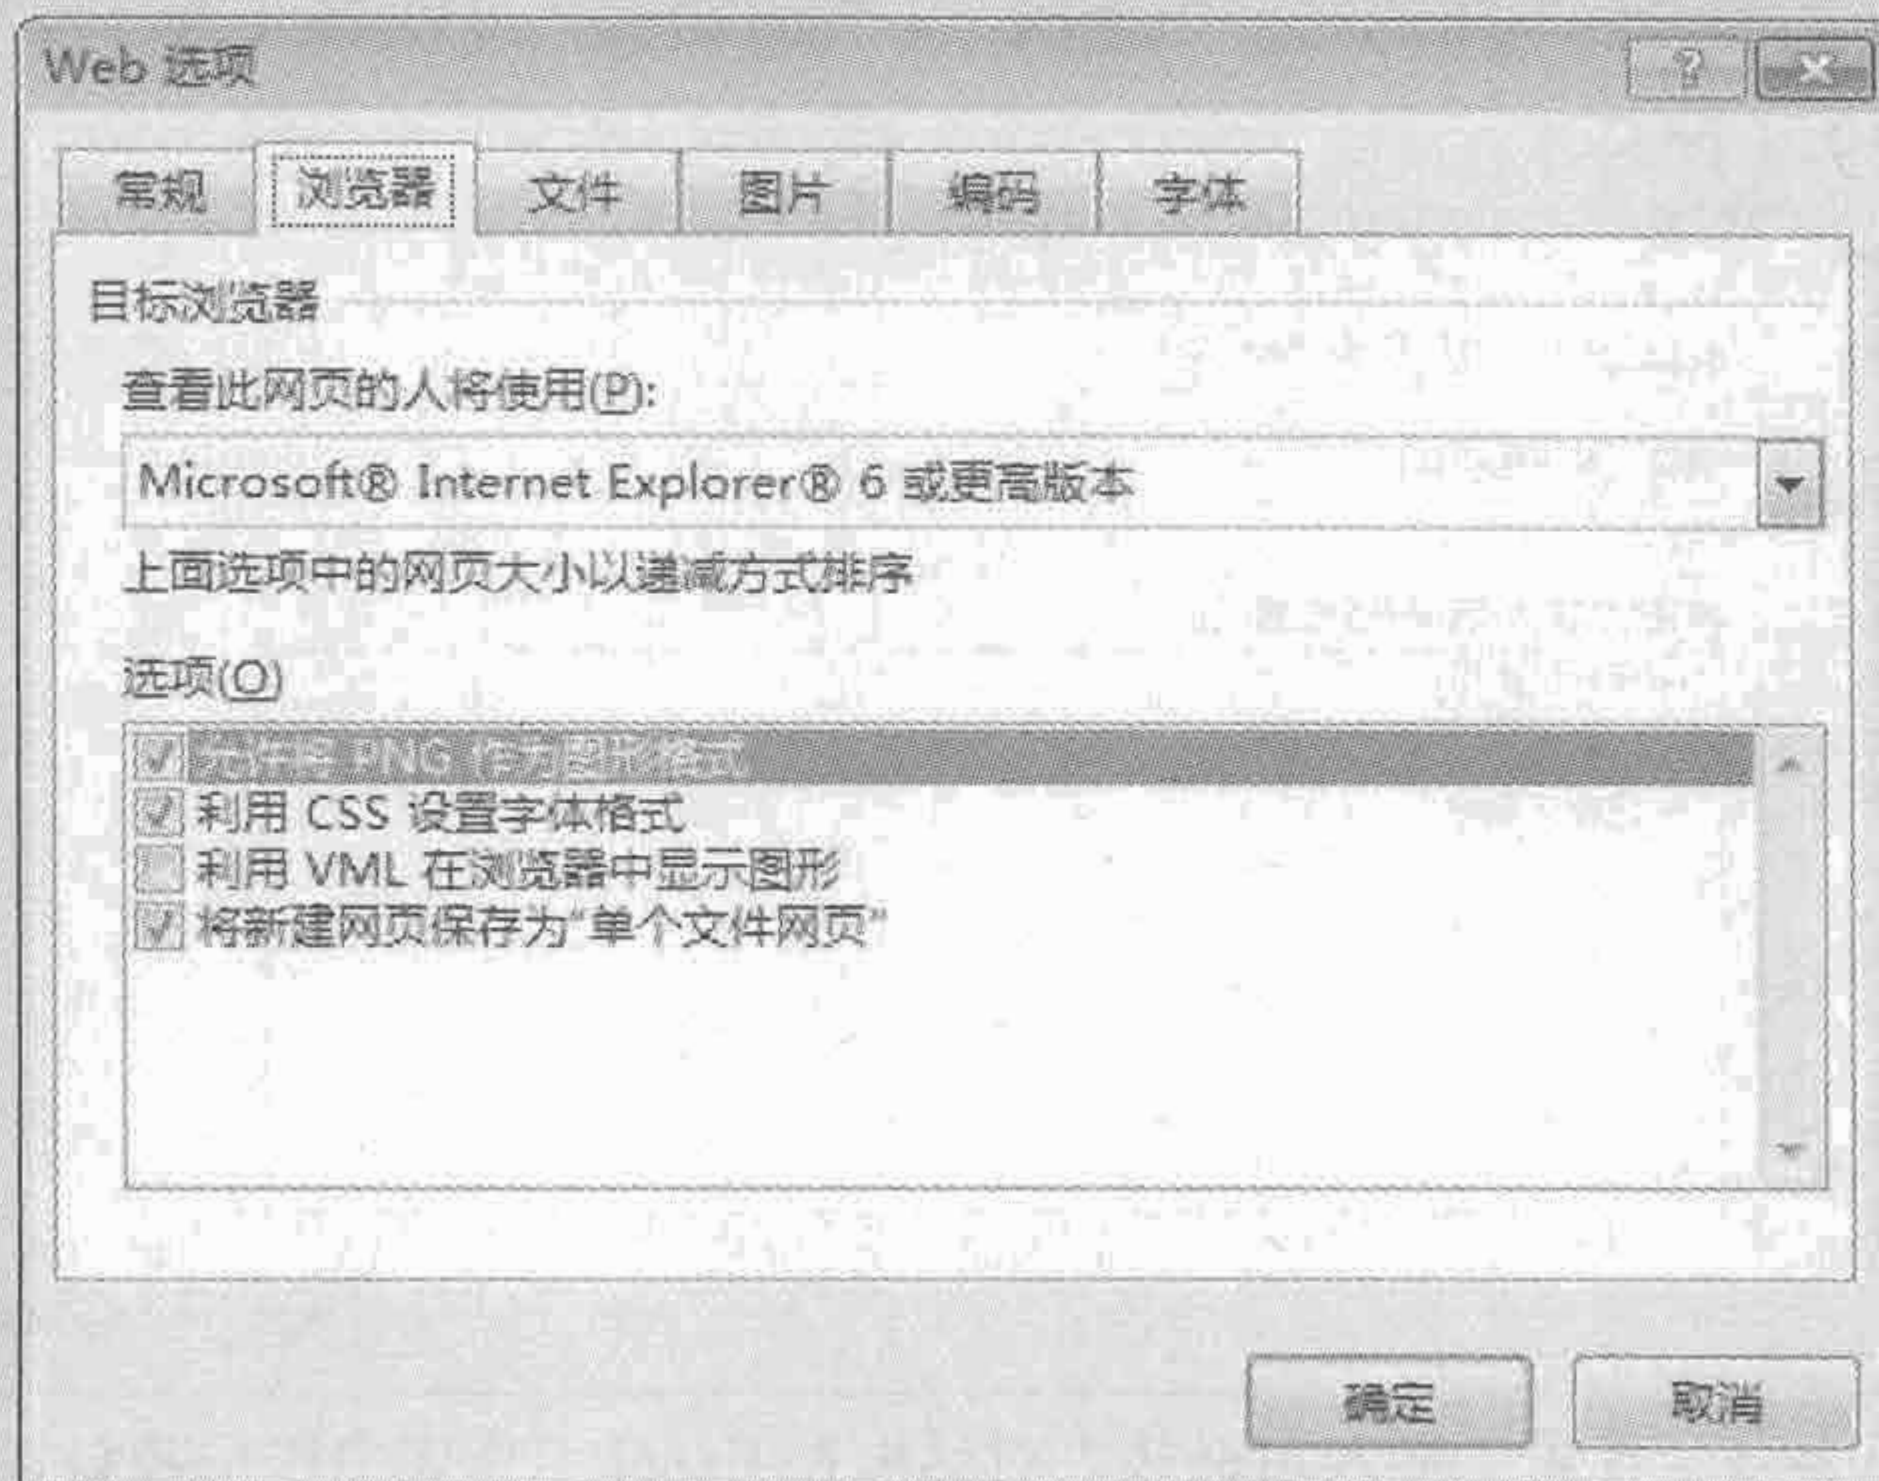 Web 选项
常规 浏览器 文件 图片 编码 字体
目标浏览器
查看此网页的人将使用(P):
Microsoft® Internet Explorer® 6 或更高版本
上面选项中的网页大小以递减方式排序
选项(O)
允许将 PNG 作为图形格式
利用 CSS 设置字体格式
利用 VML 在浏览器中显示图形
将新建网页保存为“单个文件网页”
确定 取消